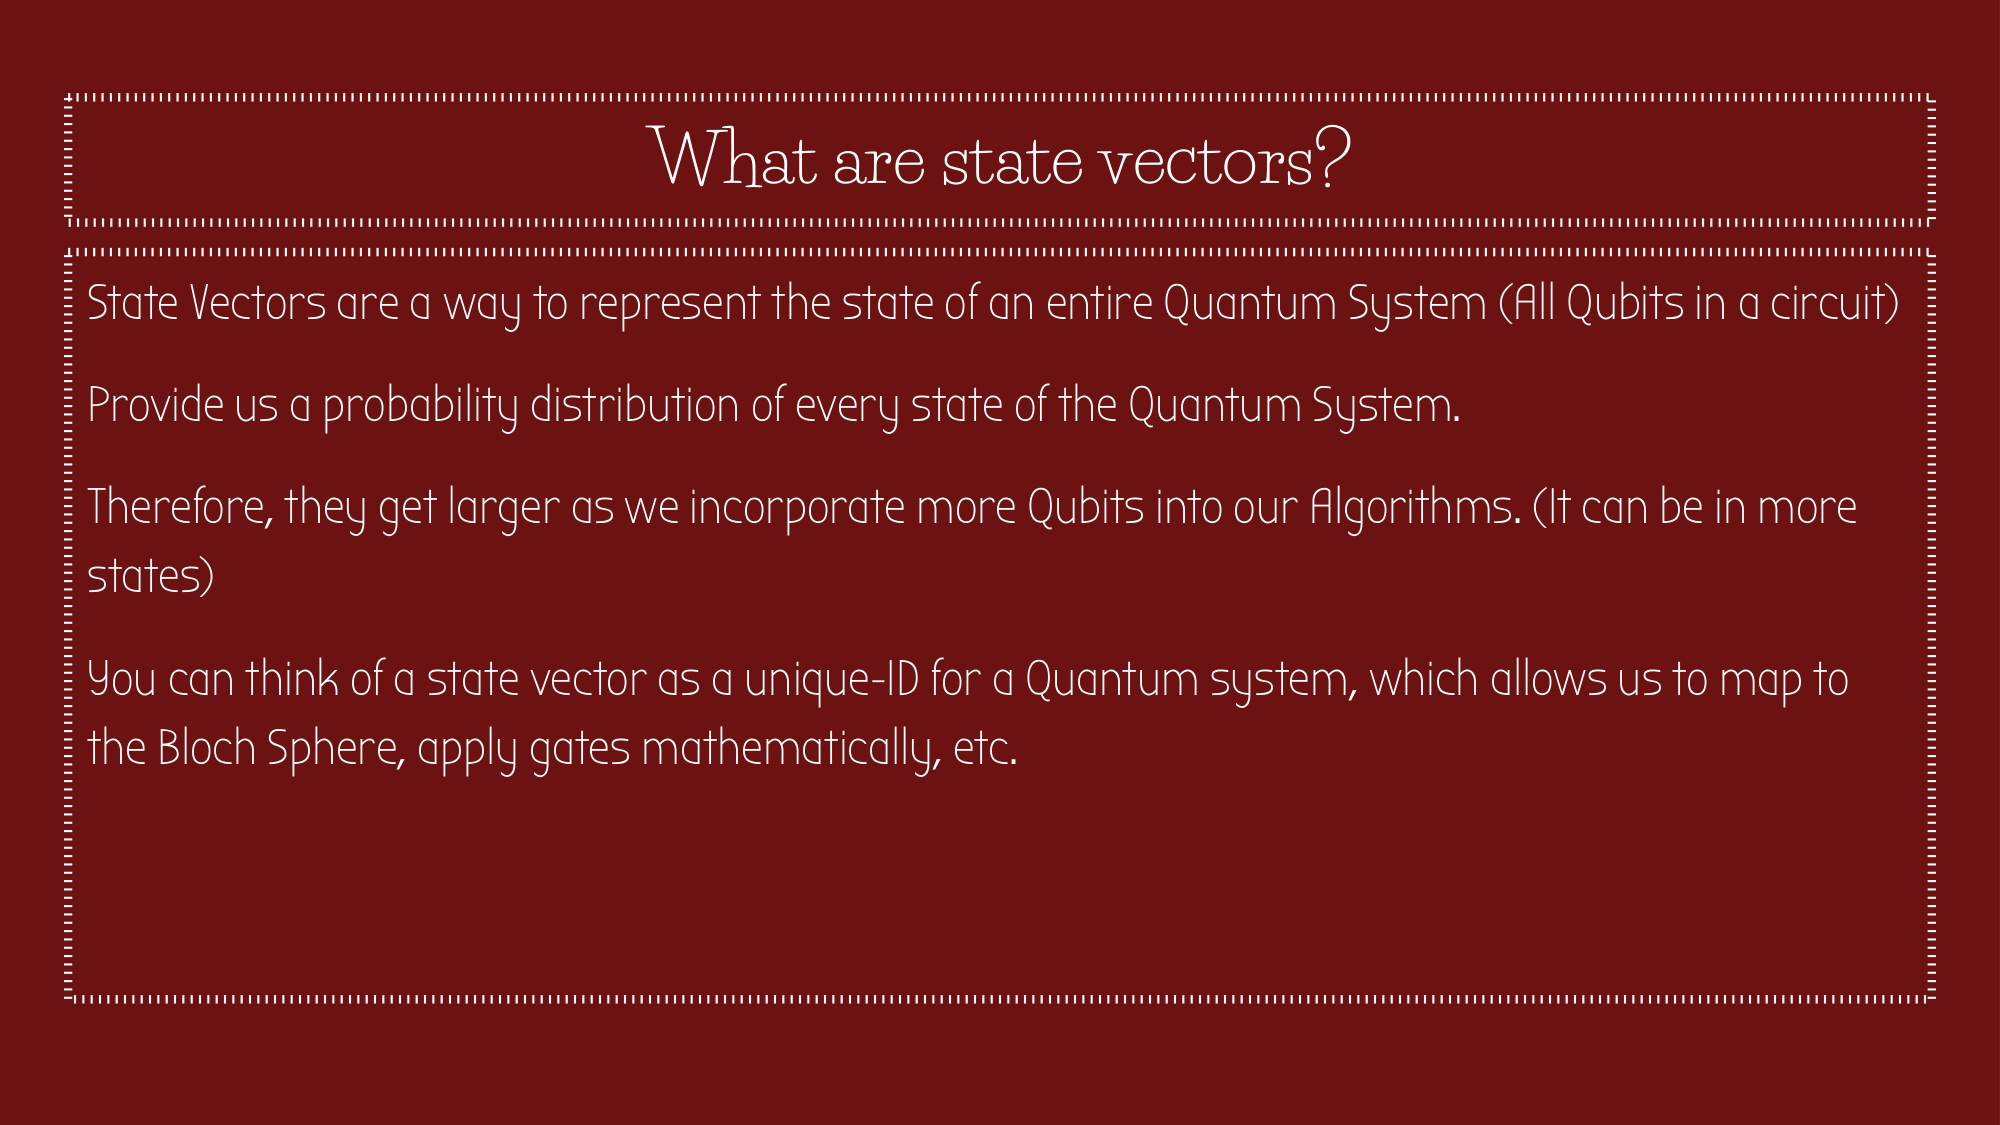 What are state vectors?
State Vectors are a way to represent the state of an entire Quantum System (All Qubits in a circuit)
Provide us a probability distribution of every state of the Quantum System.
Therefore, they get larger as we incorporate more Qubits into our Algorithms. (It can be in more
states)
You can think of a state vector as a unique-ID for a Quantum system, which allows us to map to
the Bloch Sphere, apply gates mathematically, etc.